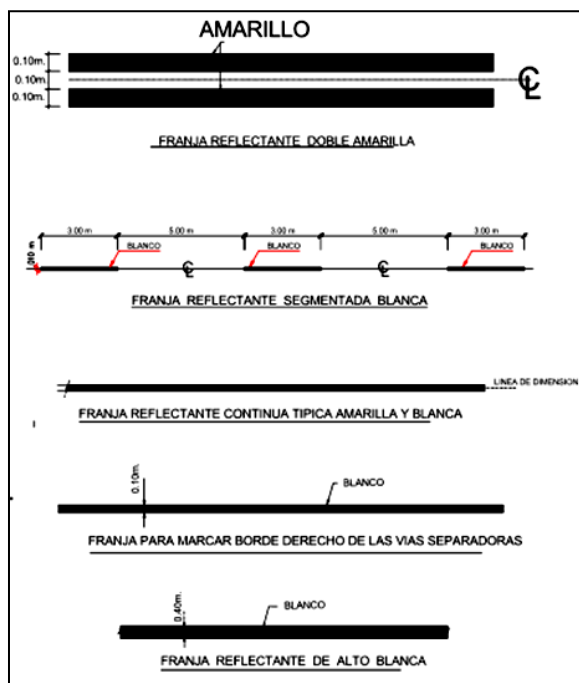 AMARILLO
0.10m.
0.10m.
0.10m.
CL
FRANJA REFLECTANTE DOBLE AMARILLA
3.00 m 5.00 m 3.00 m 5.00 m 3.00 m
BLANCO BLANCO BLANCO
CL CL
FRANJA REFLECTANTE SEGMENTADA BLANCA
LINEA DE DIMENSION
FRANJA REFLECTANTE CONTINUA TIPICA AMARILLA Y BLANCA
0.10m.
BLANCO
FRANJA PARA MARCAR BORDE DERECHO DE LAS VIAS SEPARADORAS
0.40m.
BLANCO
FRANJA REFLECTANTE DE ALTO BLANCA